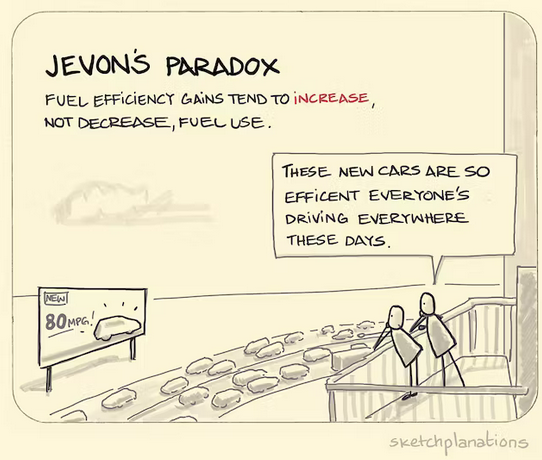 JEVON'S PARADOX
FUEL EFFICIENCY GAINS TEND TO INCREASE,
NOT DECREASE, FUEL USE.
THESE NEW CARS ARE SO
EFFICENT EVERYONE'S
DRIVING EVERYWHERE
THESE DAYS.
NEW
80MPG!
sketchplanations